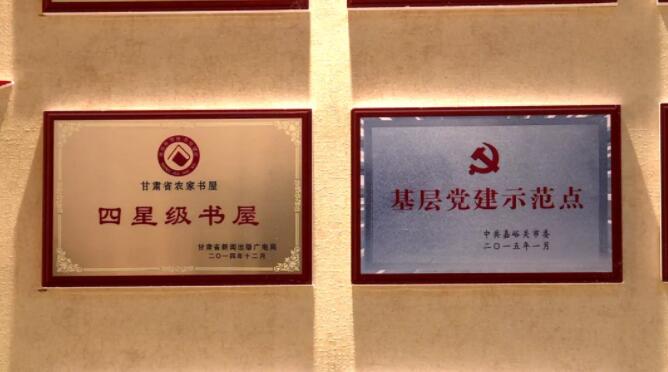 甘肃省农家书屋
四星级书屋
甘肃省新闻出版广电局
二〇一四年十二月
基层党建示范点
中共嘉峪关市委
二〇一五年一月